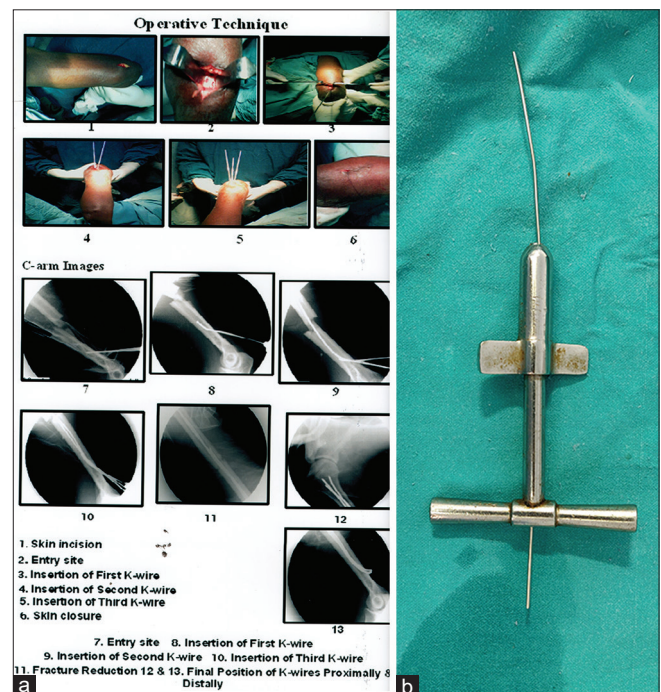 Operative Technique
1 2 3
4 5 6
C-arm Images
7 8 9
10 11 12
13
1. Skin incision
2. Entry site
3. Insertion of First K-wire
4. Insertion of Second K-wire
5. Insertion of Third K-wire
6. Skin closure
7. Entry site 8. Insertion of First K-wire
9. Insertion of Second K-wire 10. Insertion of Third K-wire
11. Fracture Reduction 12 & 13. Final Position of K-wires Proximally &
Distally
a
b